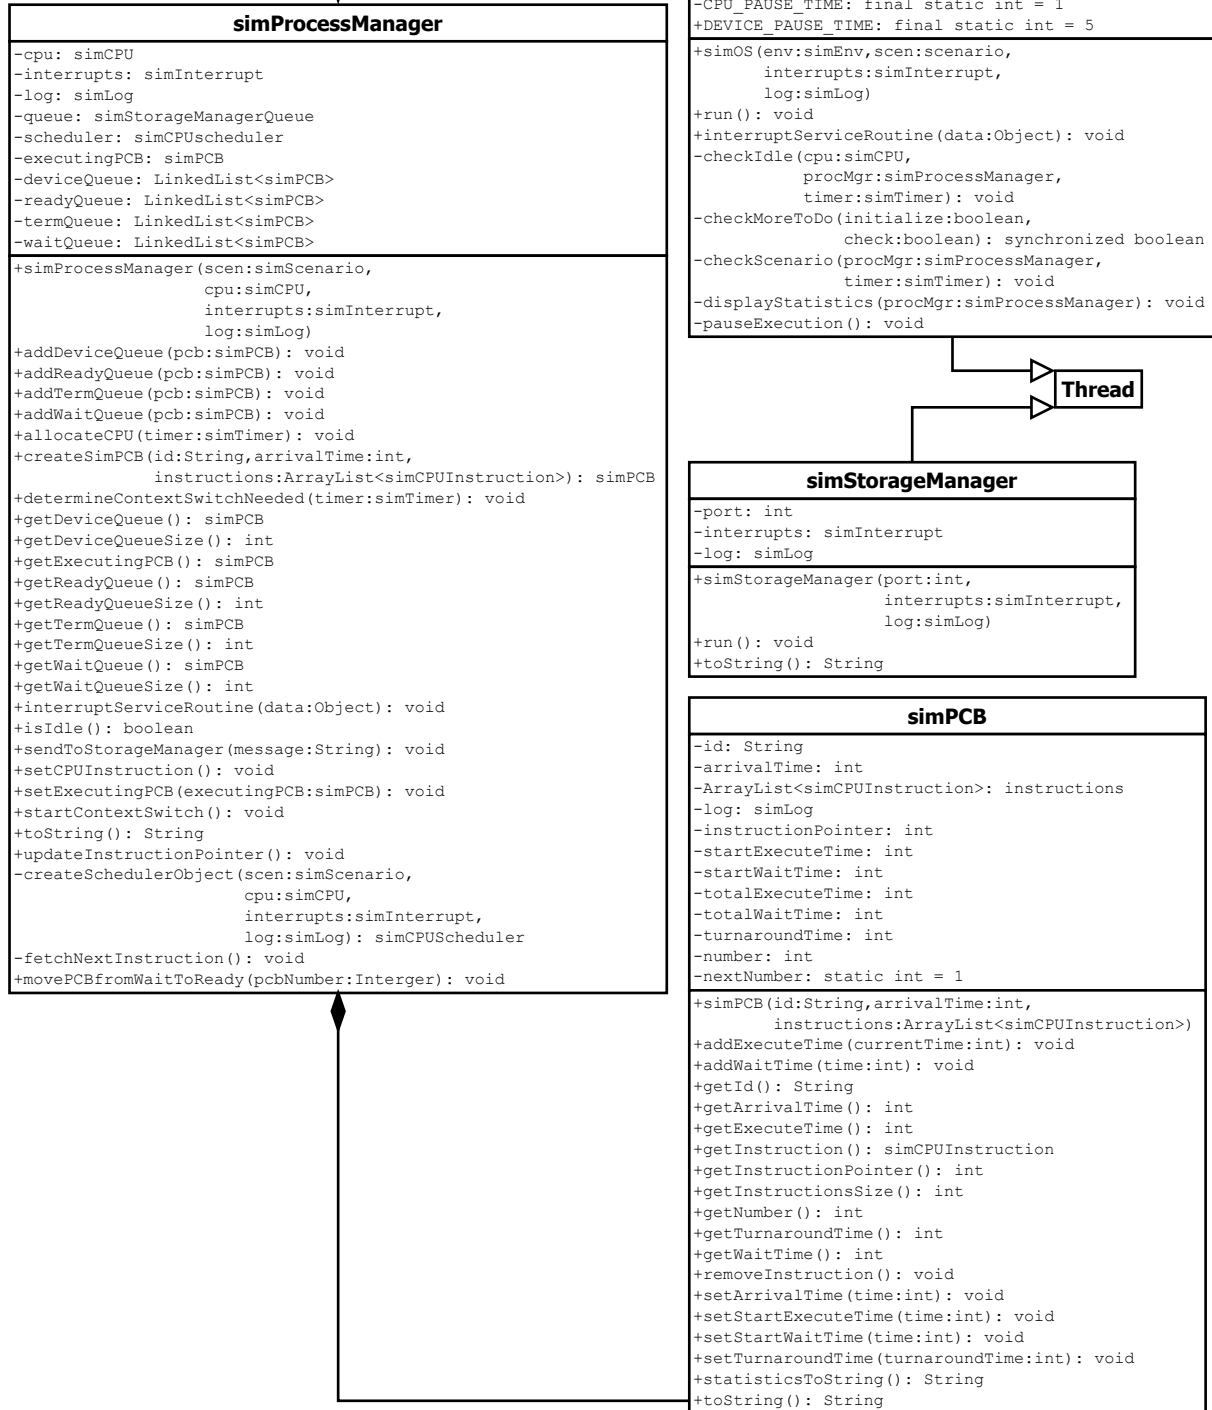 simProcessManager
-cpu: simCPU
-interrupts: simInterrupt
-log: simLog
-queue: simStorageManagerQueue
-scheduler: simCPUscheduler
-executingPCB: simPCB
-deviceQueue: LinkedList<simPCB>
-readyQueue: LinkedList<simPCB>
-termQueue: LinkedList<simPCB>
-waitQueue: LinkedList<simPCB>
+simProcessManager(scen:simScenario,
cpu:simCPU,
interrupts:simInterrupt,
log:simLog)
+addDeviceQueue(pcb:simPCB): void
+addReadyQueue(pcb:simPCB): void
+addTermQueue(pcb:simPCB): void
+addWaitQueue(pcb:simPCB): void
+allocateCPU(timer:simTimer): void
+createSimPCB(id:String,arrivalTime:int,
instructions:ArrayList<simCPUInstruction>): simPCB
+determineContextSwitchNeeded(timer:simTimer): void
+getDeviceQueue(): simPCB
+getDeviceQueueSize(): int
+getExecutingPCB(): simPCB
+getReadyQueue(): simPCB
+getReadyQueueSize(): int
+getTermQueue(): simPCB
+getTermQueueSize(): int
+getWaitQueue(): simPCB
+getWaitQueueSize(): int
+interruptServiceRoutine(data:Object): void
+isIdle(): boolean
+sendToStorageManager(message:String): void
+setCPUInstruction(): void
+setExecutingPCB(executingPCB:simPCB): void
+startContextSwitch(): void
+toString(): String
+updateInstructionPointer(): void
-createSchedulerObject(scen:simScenario,
cpu:simCPU,
interrupts:simInterrupt,
log:simLog): simCPUScheduler
-fetchNextInstruction(): void
+movePCBfromWaitToReady(pcbNumber:Interger): void
-CPU_PAUSE_TIME: final static int = 1
+DEVICE_PAUSE_TIME: final static int = 5
+simOS(env:simEnv,scen:scenario,
interrupts:simInterrupt,
log:simLog)
+run(): void
+interruptServiceRoutine(data:Object): void
-checkIdle(cpu:simCPU,
procMgr:simProcessManager,
timer:simTimer): void
-checkMoreToDo(initialize:boolean,
check:boolean): synchronized boolean
-checkScenario(procMgr:simProcessManager,
timer:simTimer): void
-displayStatistics(procMgr:simProcessManager): void
-pauseExecution(): void
Thread
simStorageManager
-port: int
-interrupts: simInterrupt
-log: simLog
+simStorageManager(port:int,
interrupts:simInterrupt,
log:simLog)
+run(): void
+toString(): String
simPCB
-id: String
-arrivalTime: int
-ArrayList<simCPUInstruction>: instructions
-log: simLog
-instructionPointer: int
-startExecuteTime: int
-startWaitTime: int
-totalExecuteTime: int
-totalWaitTime: int
-turnaroundTime: int
-number: int
-nextNumber: static int = 1
+simPCB(id:String,arrivalTime:int,
instructions:ArrayList<simCPUInstruction>)
+addExecuteTime(currentTime:int): void
+addWaitTime(time:int): void
+getId(): String
+getArrivalTime(): int
+getExecuteTime(): int
+getInstruction(): simCPUInstruction
+getInstructionPointer(): int
+getInstructionsSize(): int
+getNumber(): int
+getTurnaroundTime(): int
+getWaitTime(): int
+removeInstruction(): void
+setArrivalTime(time:int): void
+setStartExecuteTime(time:int): void
+setStartWaitTime(time:int): void
+setTurnaroundTime(turnaroundTime:int): void
+statisticsToString(): String
+toString(): String